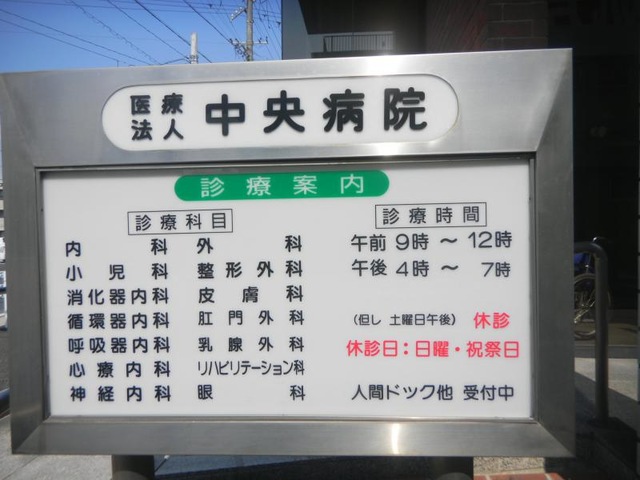 医療法人 中央病院
診療案内
診療科目
内科 外科
小児科 整形外科
消化器内科 皮膚科
循環器内科 肛門外科
呼吸器内科 乳腺外科
心療内科 リハビリテーション科
神経内科 眼科
診療時間
午前 9時 〜 12時
午後 4時 〜 7時
(但し 土曜日午後) 休診
休診日:日曜・祝祭日
人間ドック他 受付中